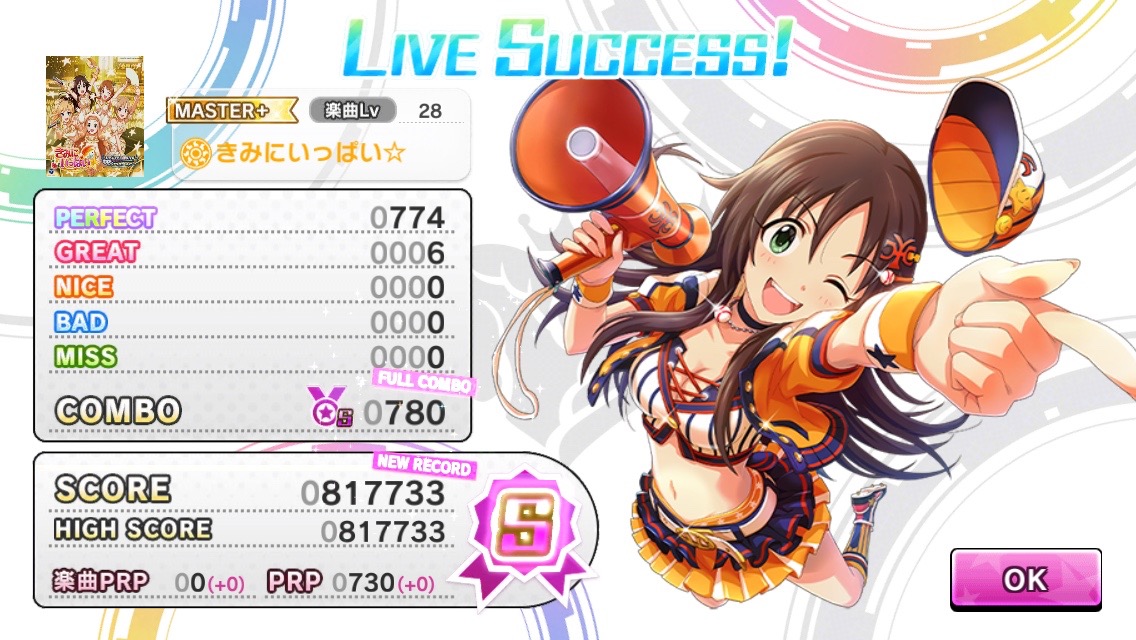 LIVE SUCCESS!
MASTER+ 楽曲Lv 28
きみにいっぱい☆
PERFECT 0774
GREAT 0006
NICE 0000
BAD 0000
MISS 0000
FULL COMBO
COMBO S 0780
NEW RECORD
SCORE 0817733
S
HIGH SCORE 0817733
楽曲PRP 00(+0) PRP 0730(+0)
OK